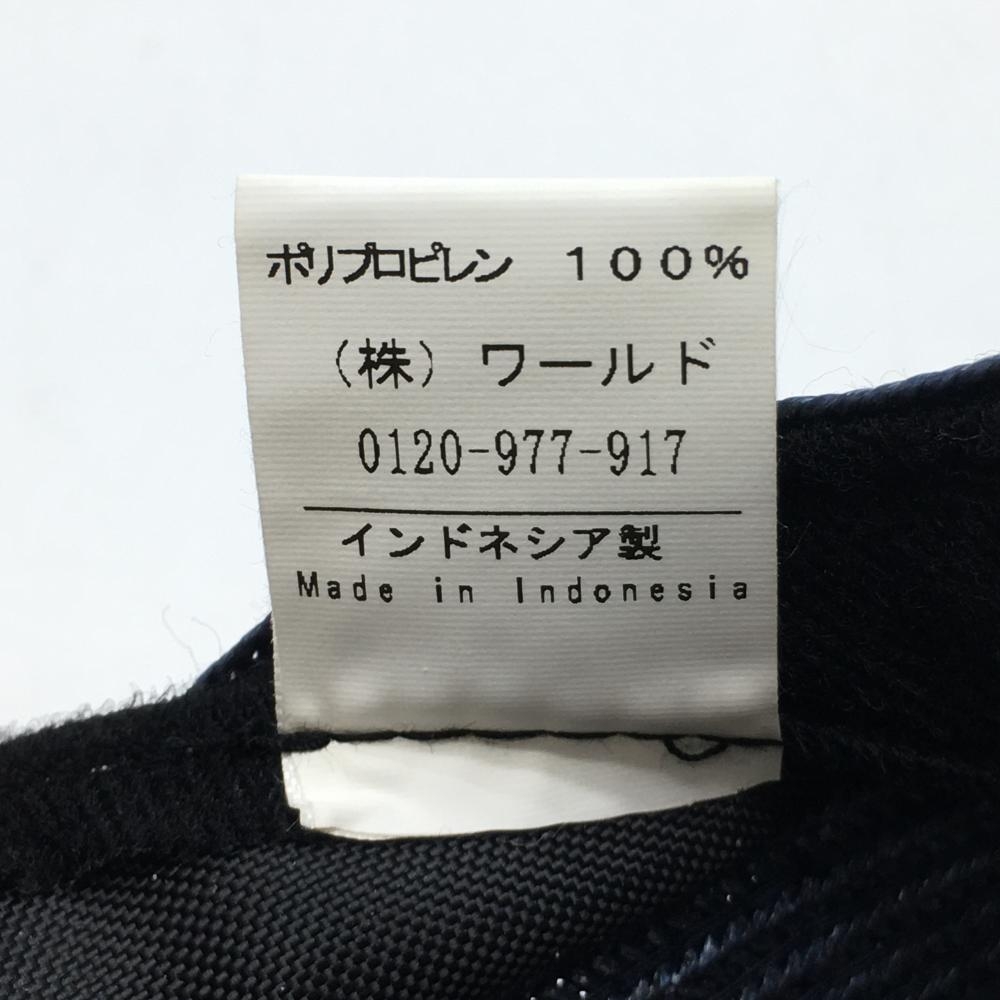 ポリプロピレン 100%
(株) ワールド
0120-977-917
インドネシア製
Made in Indonesia